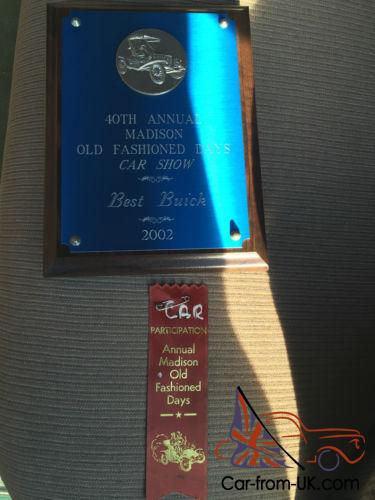 40TH ANNUAL
MADISON
OLD FASHIONED DAYS
CAR SHOW
Best Buick
2002
CAR
PARTICIPATION
Annual
Madison
Old
Fashioned
Days
Car-from-UK.com